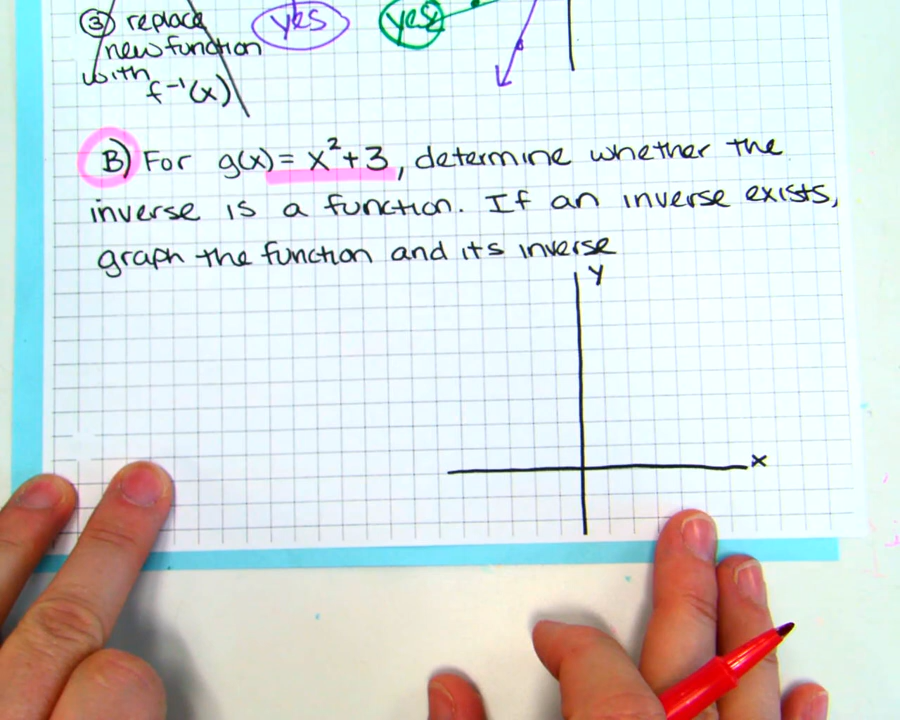 ③ replace yes yes
new function
with
f⁻¹(x)
B) For g(x) = x²+3, determine whether the
inverse is a function. If an inverse exists,
graph the function and its inverse
y
x